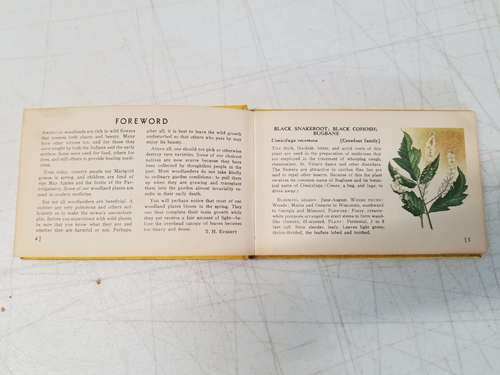 FOREWORD
AMERICAN woodlands are rich in wild flowers
that possess both charm and beauty. Many
have other virtues too; and for these they
were sought by both the Indians and the early
settlers. Some were used for food, others for
dyes, and still others to provide healing medi-
cines.
Even today, country people eat Marigold
greens in spring, and children are fond of
ripe May Apples and the fruits of the Par-
tridgeberry. Some of our woodland plants are
used in modern medicine.
But not all woodlanders are beneficial. A
number are very poisonous and others suf-
ficiently so to make the unwary uncomfort-
able. Before you experiment with wild plants,
be sure that you know what they are and
whether they are harmful or not. Perhaps,
after all, it is best to leave the wild growth
undisturbed so that others who pass by may
enjoy its beauty.
Above all, one should not pick or otherwise
destroy rare varieties. Some of our choicest
natives are now scarce because they have
been collected by thoughtless people in the
past. Most woodlanders do not take kindly
to ordinary garden conditions; to pull them
up when they are growing and transplant
them into the garden almost invariably re-
sults in their early death.
You will perhaps notice that most of our
woodland plants bloom in the spring. They
can thus complete their main growth while
they yet receive a fair amount of light—be-
fore the overhead canopy of leaves becomes
too heavy and dense.
T. H. EVERETT
4]
BLACK SNAKEROOT; BLACK COHOSH;
BUGBANE
Cimicifuga racemosa (Crowfoot family)
THE thick, blackish, bitter, and acrid roots of this
plant are used in the preparation of medicines that
are employed in the treatment of whooping cough,
rheumatism, St. Vitus's dance and other disorders.
The flowers are attractive to carrion flies but are
said to repel other insects. Because of this the plant
receives its common name of Bugbane and its botan-
ical name of Cimicifuga (Cimex, a bug, and fuga, to
drive away).
BLOOMING SEASON: June–August. WHERE FOUND:
Woods; Maine and Ontario to Wisconsin, southward
to Georgia and Missouri. FLOWERS: Fuzzy, creamy-
white pompons arranged on erect stems to form wand-
like clusters, ill-scented. PLANT: Perennial, 3 to 8
feet tall. Stem slender, leafy. Leaves light green,
thrice-divided, the leaflets lobed and toothed.
[5